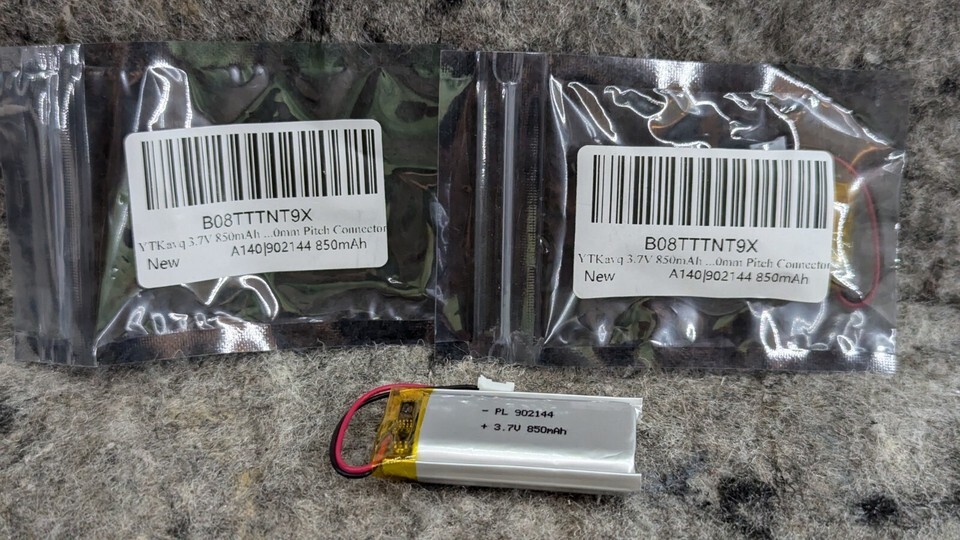 B08TTTNT9X
YTKavq 3.7V 850mAh ...0mm Pitch Connector
New A140|902144 850mAh
B08TTTNT9X
YTKavq 3.7V 850mAh ...0mm Pitch Connector
New A140|902144 850mAh
- PL 902144
+ 3.7V 850mAh